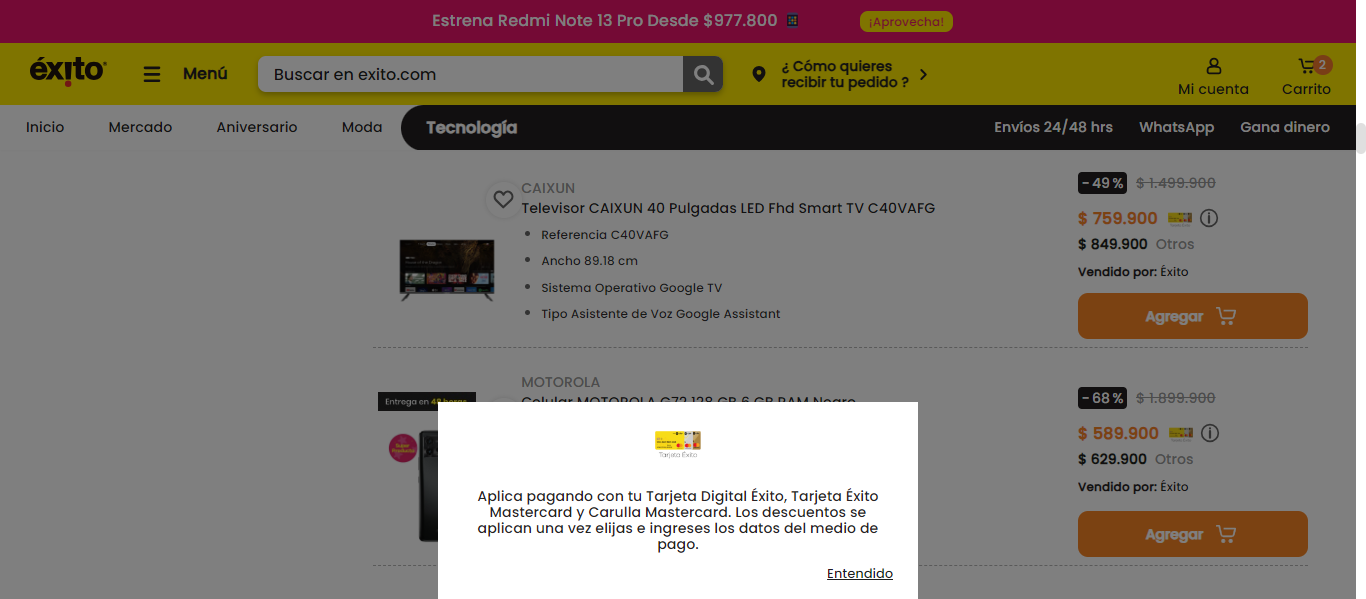 Estrena Redmi Note 13 Pro Desde $977.800
¡Aprovecha!
éxito
Menú
Buscar en exito.com
¿ Cómo quieres
recibir tu pedido ?
Mi cuenta
2
Carrito
Inicio
Mercado
Aniversario
Moda
Tecnología
Envíos 24/48 hrs
WhatsApp
Gana dinero
CAIXUN
Televisor CAIXUN 40 Pulgadas LED Fhd Smart TV C40VAFG
Referencia C40VAFG
Ancho 89.18 cm
Sistema Operativo Google TV
Tipo Asistente de Voz Google Assistant
- 49 % $ 1.499.900
$ 759.900
$ 849.900 Otros
Vendido por: Éxito
Agregar
MOTOROLA
Celular MOTOROLA G72 128 GB 6 GB RAM Negro
Entrega en 48 horas
- 68 % $ 1.899.900
$ 589.900
$ 629.900 Otros
Vendido por: Éxito
Agregar
Tarjeta Éxito
Aplica pagando con tu Tarjeta Digital Éxito, Tarjeta Éxito
Mastercard y Carulla Mastercard. Los descuentos se
aplican una vez elijas e ingreses los datos del medio de
pago.
Entendido